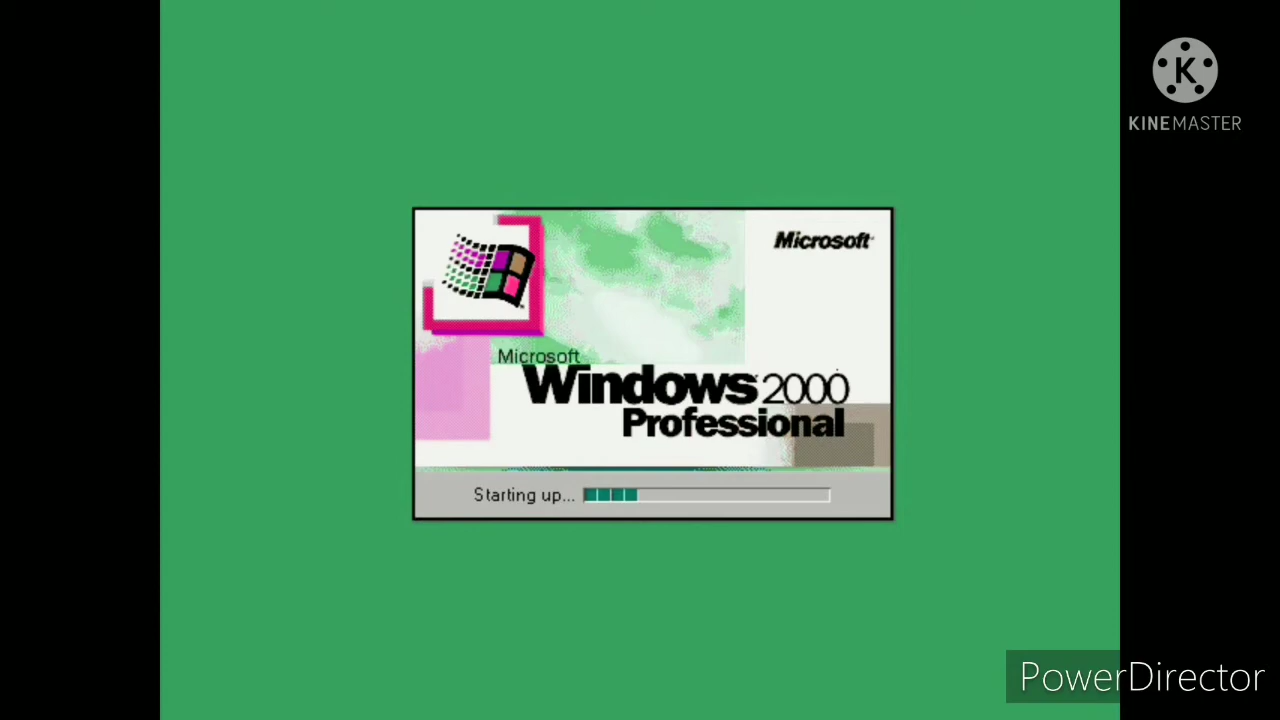 K
KINEMASTER
Microsoft
Microsoft
Windows 2000
Professional
Starting up...
PowerDirector